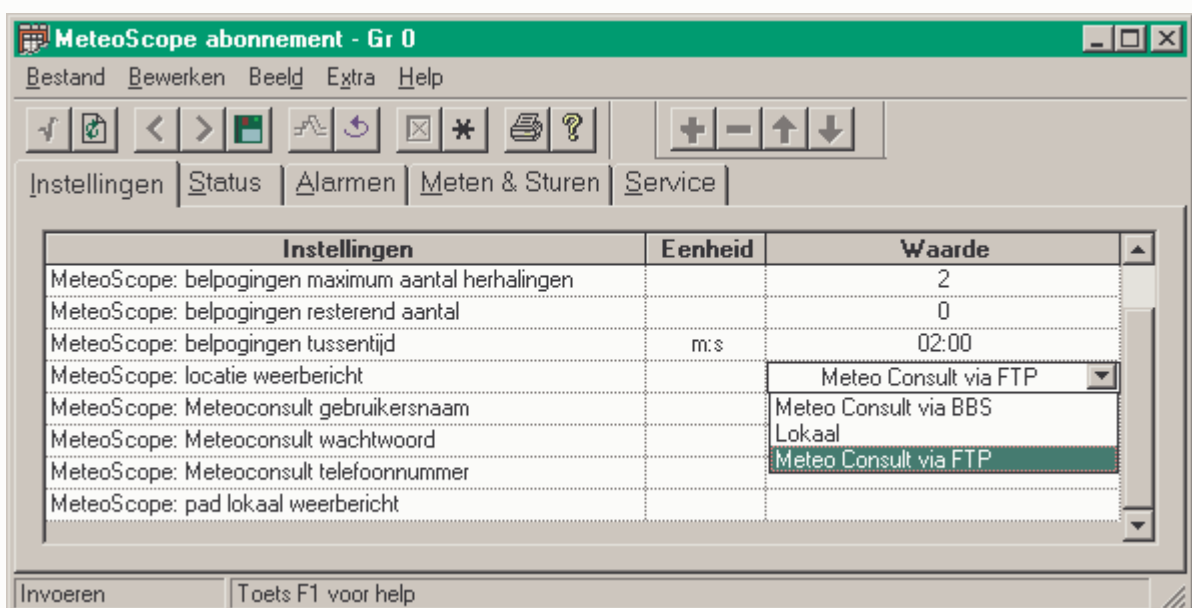 MeteoScope abonnement - Gr 0
Bestand Bewerken Beeld Extra Help
Instellingen Status Alarmen Meten & Sturen Service
Instellingen Eenheid Waarde
MeteoScope: belpogingen maximum aantal herhalingen 2
MeteoScope: belpogingen resterend aantal 0
MeteoScope: belpogingen tussentijd m:s 02:00
MeteoScope: locatie weerbericht Meteo Consult via FTP
MeteoScope: Meteoconsult gebruikersnaam Meteo Consult via BBS
MeteoScope: Meteoconsult wachtwoord Lokaal
MeteoScope: Meteoconsult telefoonnummer Meteo Consult via FTP
MeteoScope: pad lokaal weerbericht
Invoeren Toets F1 voor help